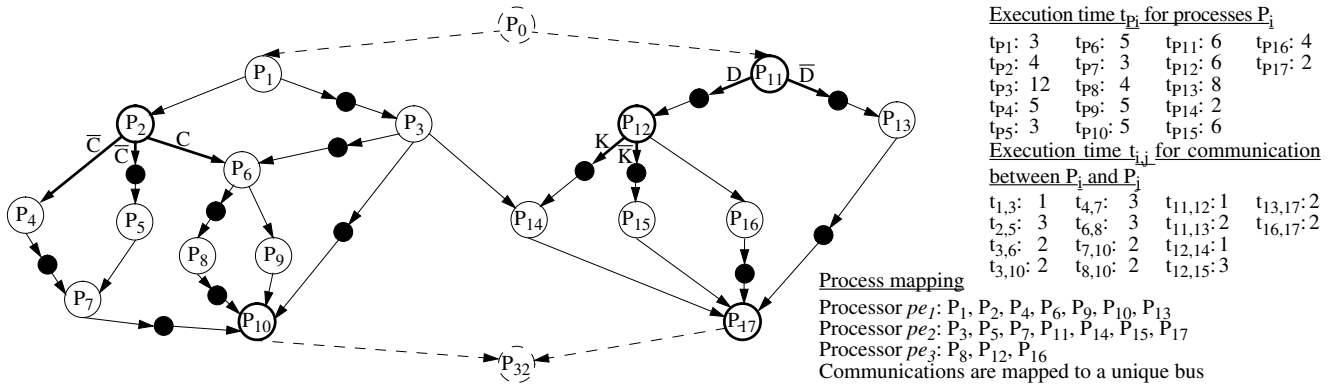 P0
P1
P11
D
D̅
P2
P3
P12
P13
C̅
C̅
C
K
K̅
P6
P4
P5
P14
P15
P16
P8
P9
P7
P10
P17
P32
Execution time tPi for processes Pi
tP1: 3 tP6: 5 tP11: 6 tP16: 4
tP2: 4 tP7: 3 tP12: 6 tP17: 2
tP3: 12 tP8: 4 tP13: 8
tP4: 5 tP9: 5 tP14: 2
tP5: 3 tP10: 5 tP15: 6
Execution time ti,j for communication
between Pi and Pj
t1,3: 1 t4,7: 3 t11,12: 1 t13,17: 2
t2,5: 3 t6,8: 3 t11,13: 2 t16,17: 2
t3,6: 2 t7,10: 2 t12,14: 1
t3,10: 2 t8,10: 2 t12,15: 3
Process mapping
Processor pe1: P1, P2, P4, P6, P9, P10, P13
Processor pe2: P3, P5, P7, P11, P14, P15, P17
Processor pe3: P8, P12, P16
Communications are mapped to a unique bus